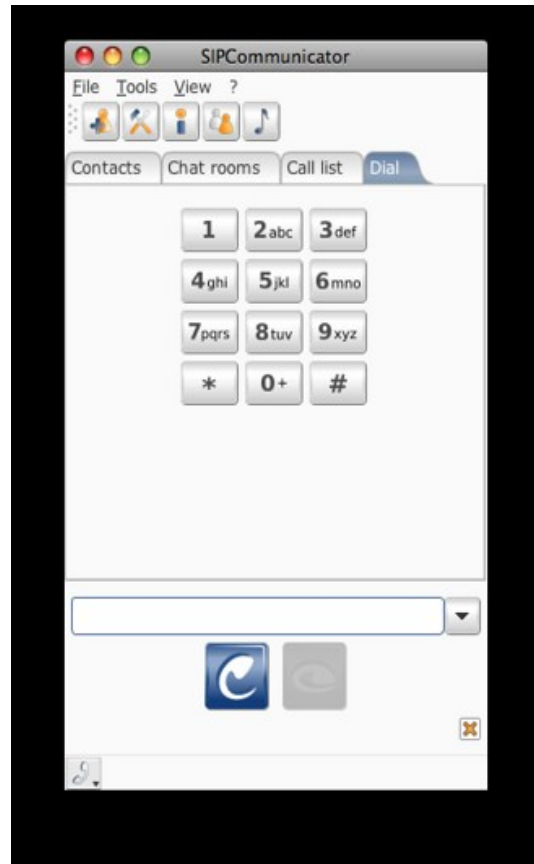 SIPCommunicator
File Tools View ?
Contacts Chat rooms Call list Dial
1 2abc 3def
4ghi 5jkl 6mno
7pqrs 8tuv 9xyz
* 0+ #